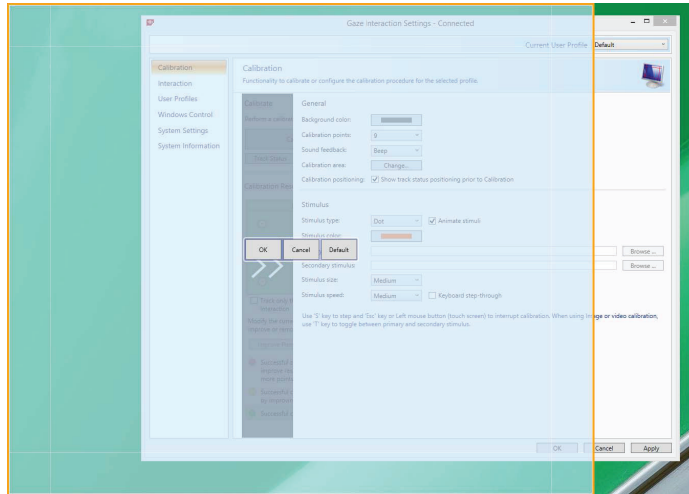 Gaze Interaction Settings - Connected
Current User Profile: Default
Calibration
Interaction
User Profiles
Windows Control
System Settings
System Information
Calibration
Functionality to calibrate or configure the calibration procedure for the selected profile.
Calibrate
Track Status
General
Background color:
Calibration points: 9
Sound feedback: Beep
Calibration area: Change...
Calibration positioning: Show track status positioning prior to Calibration
Stimulus
Stimulus type: Dot Animate stimuli
Stimulus color:
OK Cancel Default
Browse ...
Secondary stimulus: Browse ...
Stimulus size: Medium
Stimulus speed: Medium Keyboard step-through
Use 'S' key to step and 'Esc' key or Left mouse button (touch screen) to interrupt calibration. When using image or video calibration,
use 'T' key to toggle between primary and secondary stimulus.
OK Cancel Apply